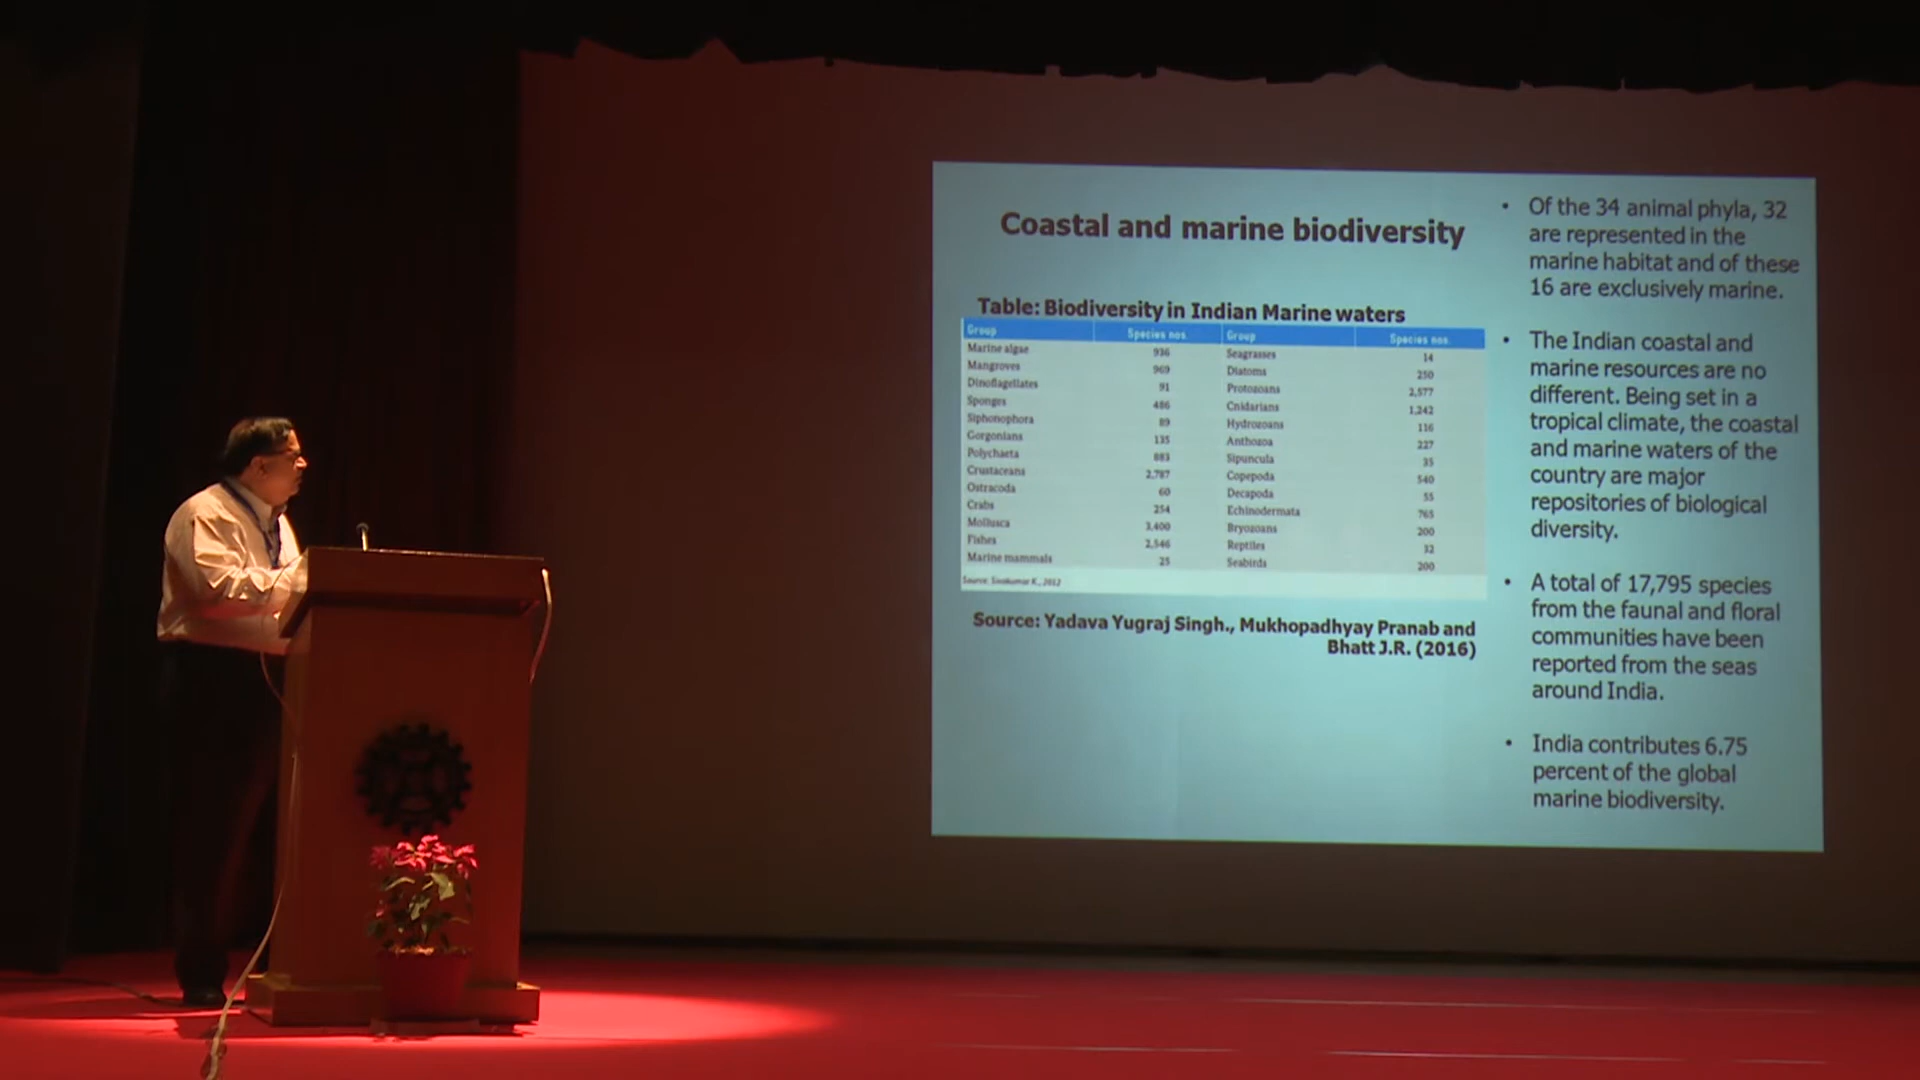 Coastal and marine biodiversity
Table: Biodiversity in Indian Marine waters
Group Species nos. Group Species nos.
Marine algae 936 Seagrasses 14
Mangroves 969 Diatoms 250
Dinoflagellates 91 Protozoans 2,577
Sponges 486 Cnidarians 1,242
Siphonophora 89 Hydrozoans 116
Gorgonians 135 Anthozoa 227
Polychaeta 883 Sipuncula 35
Crustaceans 2,787 Copepoda 540
Ostracoda 60 Decapoda 55
Crabs 254 Echinodermata 765
Mollusca 3,400 Bryozoans 200
Fishes 2,546 Reptiles 32
Marine mammals 25 Seabirds 200
Source: Sivakumar K., 2012
Source: Yadava Yugraj Singh., Mukhopadhyay Pranab and
Bhatt J.R. (2016)
• Of the 34 animal phyla, 32
are represented in the
marine habitat and of these
16 are exclusively marine.
• The Indian coastal and
marine resources are no
different. Being set in a
tropical climate, the coastal
and marine waters of the
country are major
repositories of biological
diversity.
• A total of 17,795 species
from the faunal and floral
communities have been
reported from the seas
around India.
• India contributes 6.75
percent of the global
marine biodiversity.